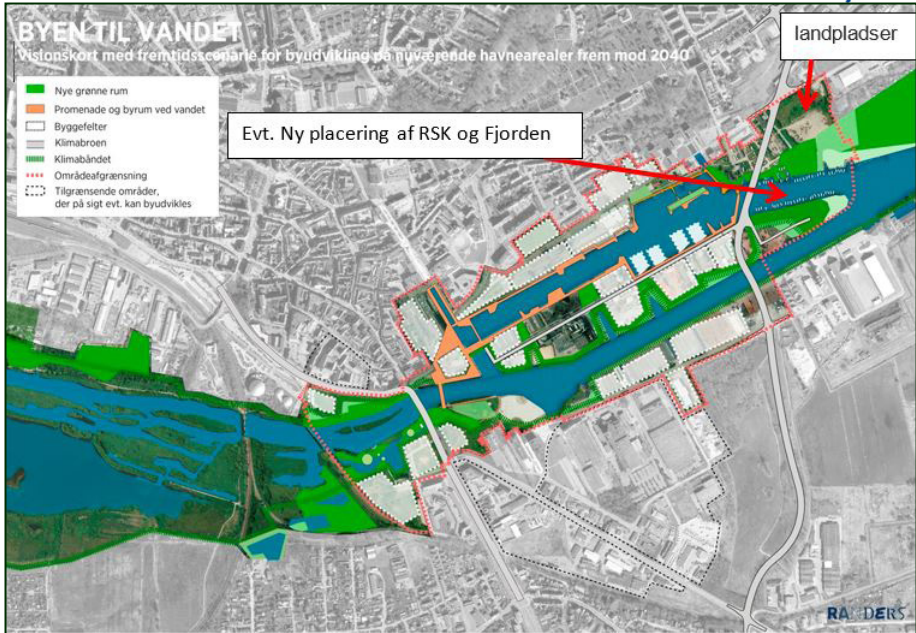 BYEN TIL VANDET
Visionskort med fremtidsscenarie for byudvikling på nuværende havnearealer frem mod 2040
landpladser
Nye grønne rum
Promenade og byrum ved vandet
Byggefelter
Klimabroen
Klimabåndet
Områdeafgrænsning
Tilgrænsende områder,
der på sigt evt. kan byudvikles
Evt. Ny placering af RSK og Fjorden
RANDERS